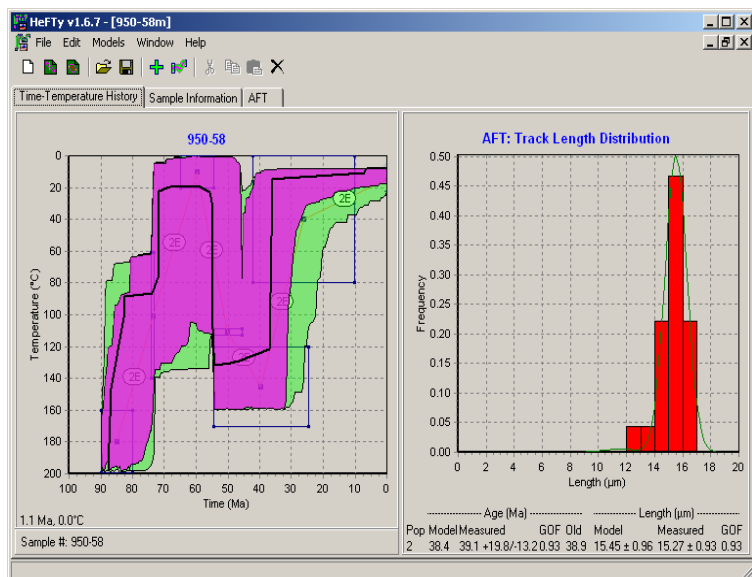 HeFTy v1.6.7 - [950-58m]
File Edit Models Window Help
Time-Temperature History Sample Information AFT
950-58
0
20
40
60
80
100
120
140
160
180
200
Temperature (°C)
2E
2E
2E
2E
2E
2E
100 90 80 70 60 50 40 30 20 10 0
Time (Ma)
1.1 Ma, 0.0°C
Sample #: 950-58
AFT: Track Length Distribution
0.50
0.45
0.40
0.35
0.30
0.25
0.20
0.15
0.10
0.05
0.00
Frequency
0 2 4 6 8 10 12 14 16 18 20
Length (µm)
Age (Ma) Length (µm)
Pop Model Measured GOF Old Model Measured GOF
2 38.4 39.1 +19.8/-13.2 0.93 38.9 15.45 ± 0.96 15.27 ± 0.93 0.93